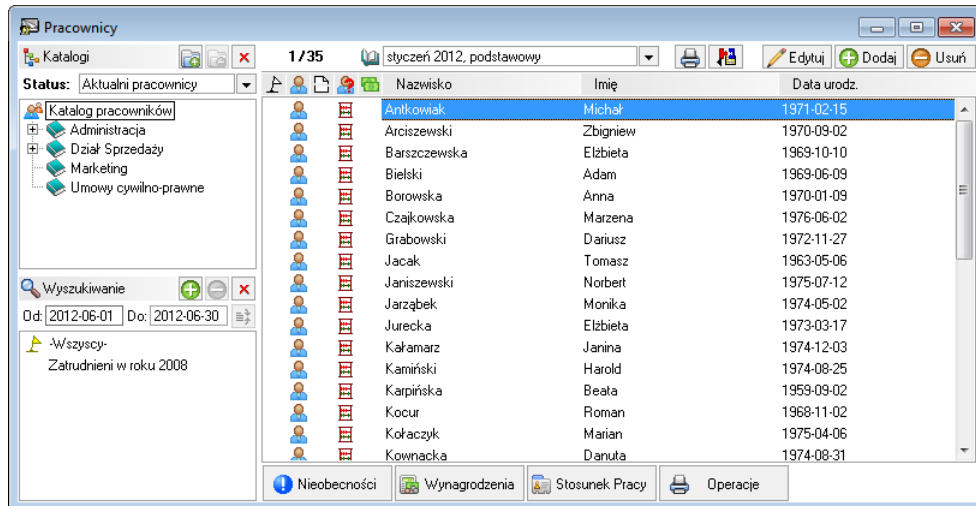 Pracownicy
Katalogi
1/35
styczeń 2012, podstawowy
Edytuj
Dodaj
Usuń
Status: Aktualni pracownicy
Nazwisko Imię Data urodz.
Katalog pracowników
Administracja
Dział Sprzedaży
Marketing
Umowy cywilno-prawne
Antkowiak Michał 1971-02-15
Arciszewski Zbigniew 1970-09-02
Barszczewska Elżbieta 1969-10-10
Bielski Adam 1969-06-09
Borowska Anna 1970-01-09
Czajkowska Marzena 1976-06-02
Grabowski Dariusz 1972-11-27
Jacak Tomasz 1963-05-06
Janiszewski Norbert 1975-07-12
Jarząbek Monika 1974-05-02
Jurecka Elżbieta 1973-03-17
Kałamarz Janina 1974-12-03
Kamiński Harold 1974-08-25
Karpińska Beata 1959-09-02
Kocur Roman 1968-11-02
Kołaczyk Marian 1975-04-06
Kownacka Danuta 1974-08-31
Wyszukiwanie
Od: 2012-06-01 Do: 2012-06-30
-Wszyscy-
Zatrudnieni w roku 2008
Nieobecności
Wynagrodzenia
Stosunek Pracy
Operacje